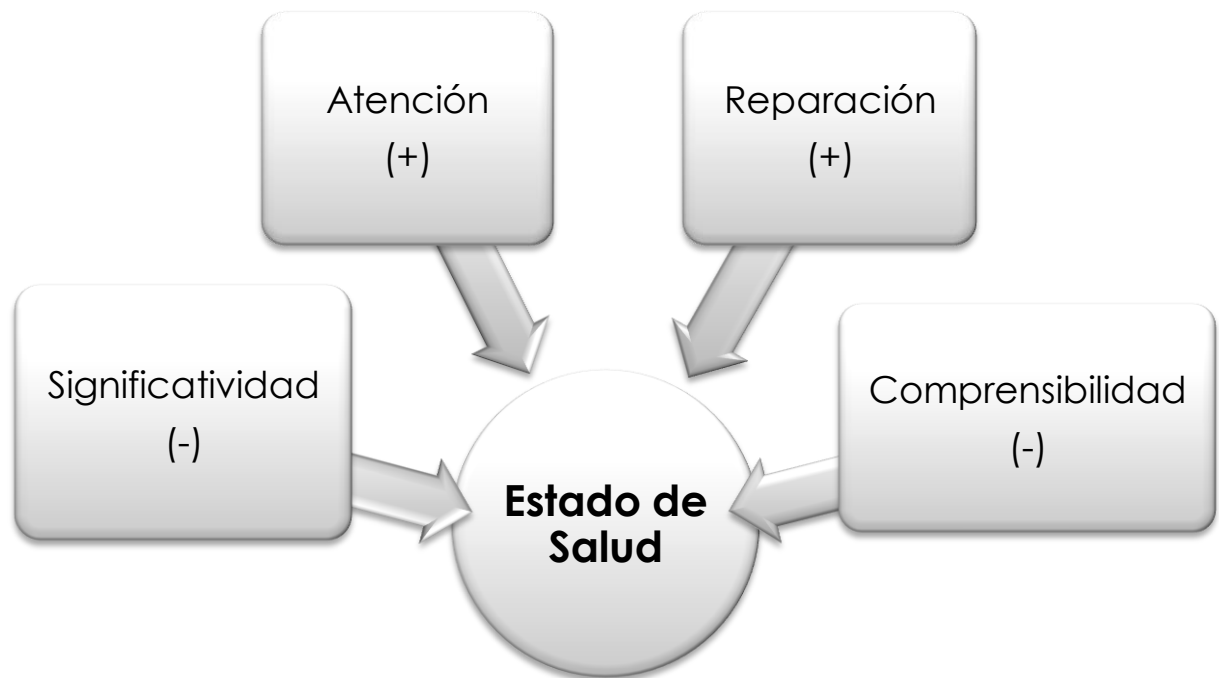 Atención
(+)
Reparación
(+)
Significatividad
(-)
Comprensibilidad
(-)
Estado de
Salud